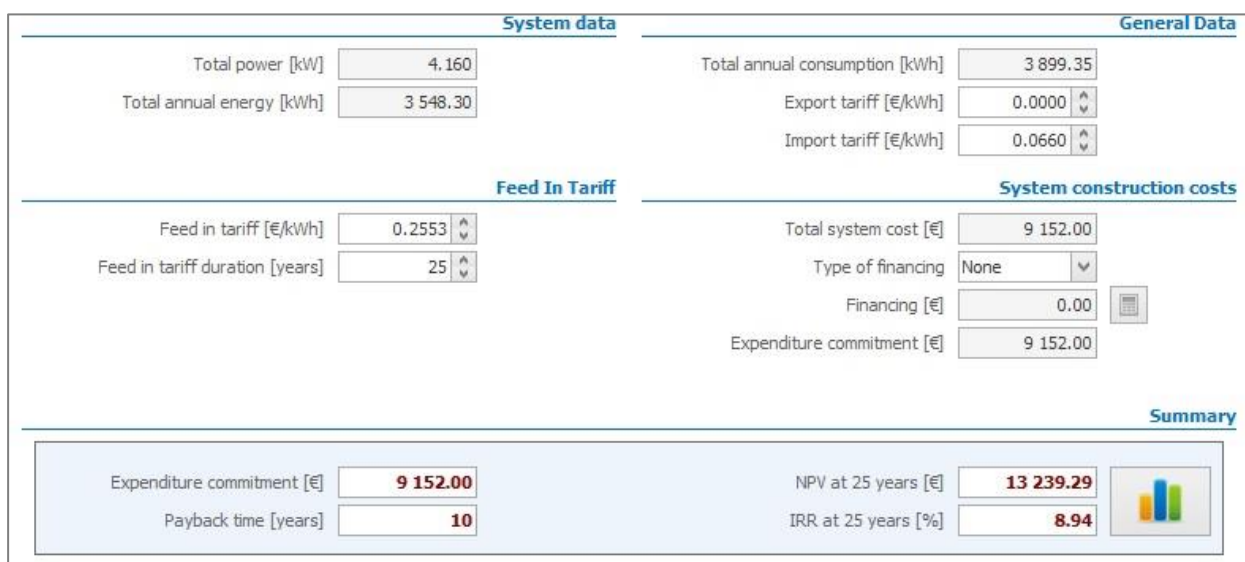 System data
Total power [kW] 4.160
Total annual energy [kWh] 3 548.30
General Data
Total annual consumption [kWh] 3 899.35
Export tariff [€/kWh] 0.0000
Import tariff [€/kWh] 0.0660
Feed In Tariff
Feed in tariff [€/kWh] 0.2553
Feed in tariff duration [years] 25
System construction costs
Total system cost [€] 9 152.00
Type of financing None
Financing [€] 0.00
Expenditure commitment [€] 9 152.00
Summary
Expenditure commitment [€] 9 152.00
Payback time [years] 10
NPV at 25 years [€] 13 239.29
IRR at 25 years [%] 8.94